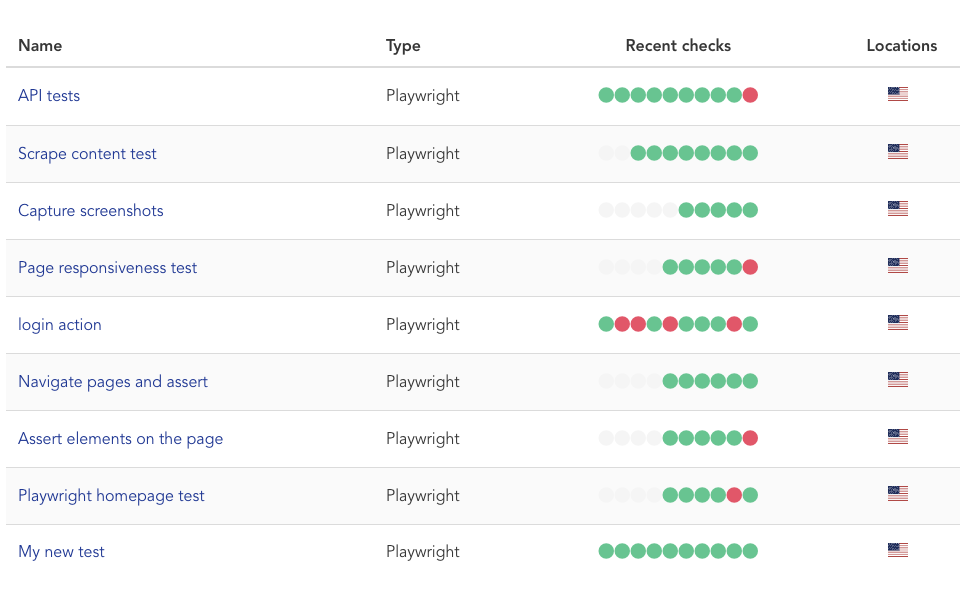 Name Type Recent checks Locations
API tests Playwright
Scrape content test Playwright
Capture screenshots Playwright
Page responsiveness test Playwright
login action Playwright
Navigate pages and assert Playwright
Assert elements on the page Playwright
Playwright homepage test Playwright
My new test Playwright